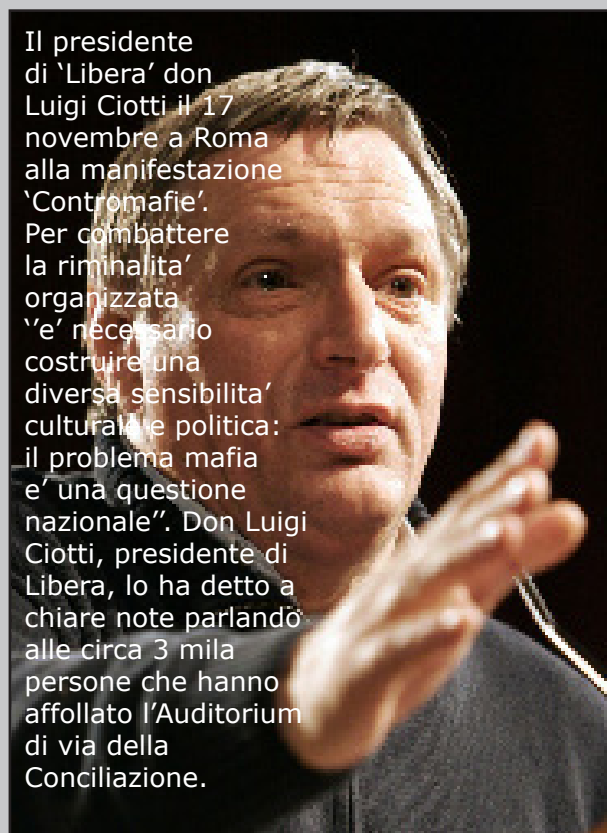 Il presidente
di ‘Libera’ don
Luigi Ciotti il 17
novembre a Roma
alla manifestazione
‘Contromafie’.
Per combattere
la riminalita’
organizzata
‘’e’ necessario
costruire una
diversa sensibilita’
culturale e politica:
il problema mafia
e’ una questione
nazionale’’. Don Luigi
Ciotti, presidente di
Libera, lo ha detto a
chiare note parlando
alle circa 3 mila
persone che hanno
affollato l’Auditorium
di via della
Conciliazione.